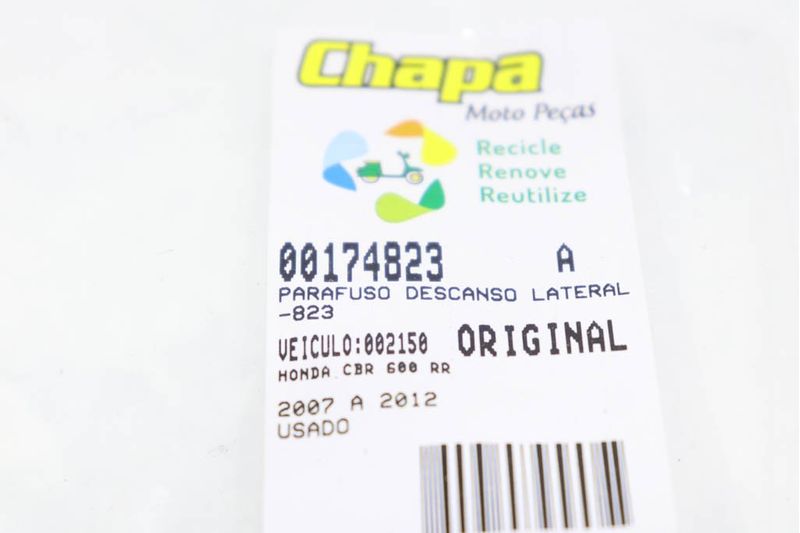 Chapa
Moto Peças
Recicle
Renove
Reutilize
00174823 A
PARAFUSO DESCANSO LATERAL
-823
VEICULO:002150 ORIGINAL
HONDA CBR 600 RR
2007 A 2012
USADO